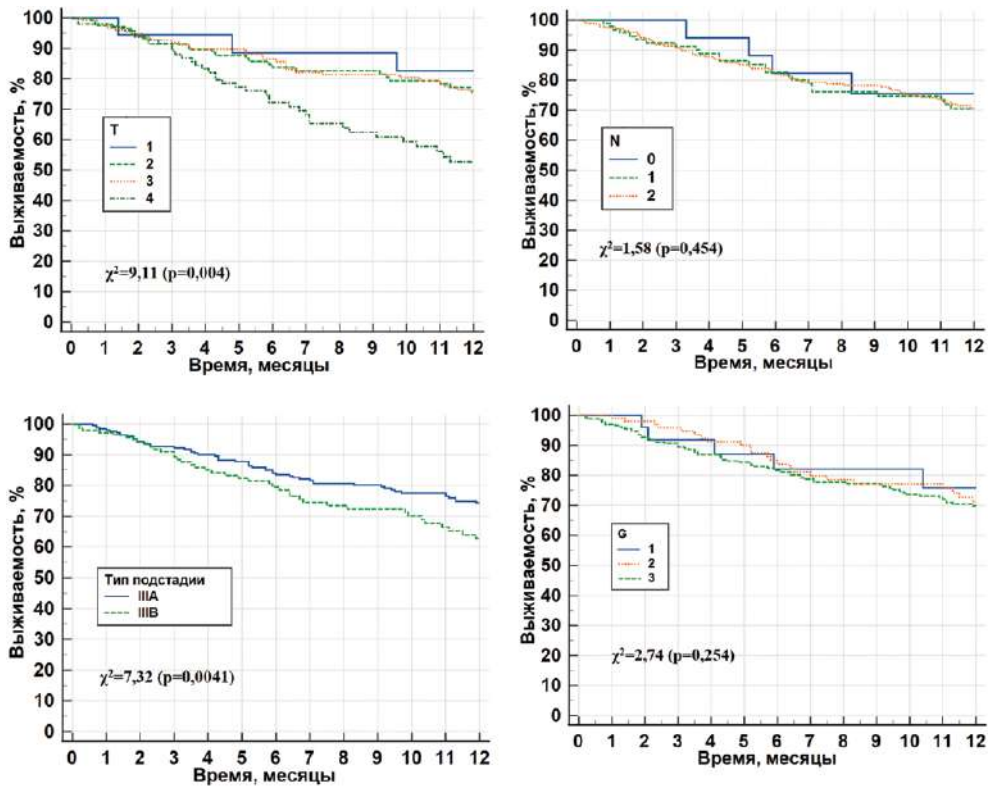 Выживаемость, %
100
90
80
70
60
50
40
30
20
10
0
T
1
2
3
4
χ²=9,11 (p=0,004)
0 1 2 3 4 5 6 7 8 9 10 11 12
Время, месяцы
Выживаемость, %
100
90
80
70
60
50
40
30
20
10
0
N
0
1
2
χ²=1,58 (p=0,454)
0 1 2 3 4 5 6 7 8 9 10 11 12
Время, месяцы
Выживаемость, %
100
90
80
70
60
50
40
30
20
10
0
Тип подстадии
IIIA
IIIB
χ²=7,32 (p=0,0041)
0 1 2 3 4 5 6 7 8 9 10 11 12
Время, месяцы
Выживаемость, %
100
90
80
70
60
50
40
30
20
10
0
G
1
2
3
χ²=2,74 (p=0,254)
0 1 2 3 4 5 6 7 8 9 10 11 12
Время, месяцы